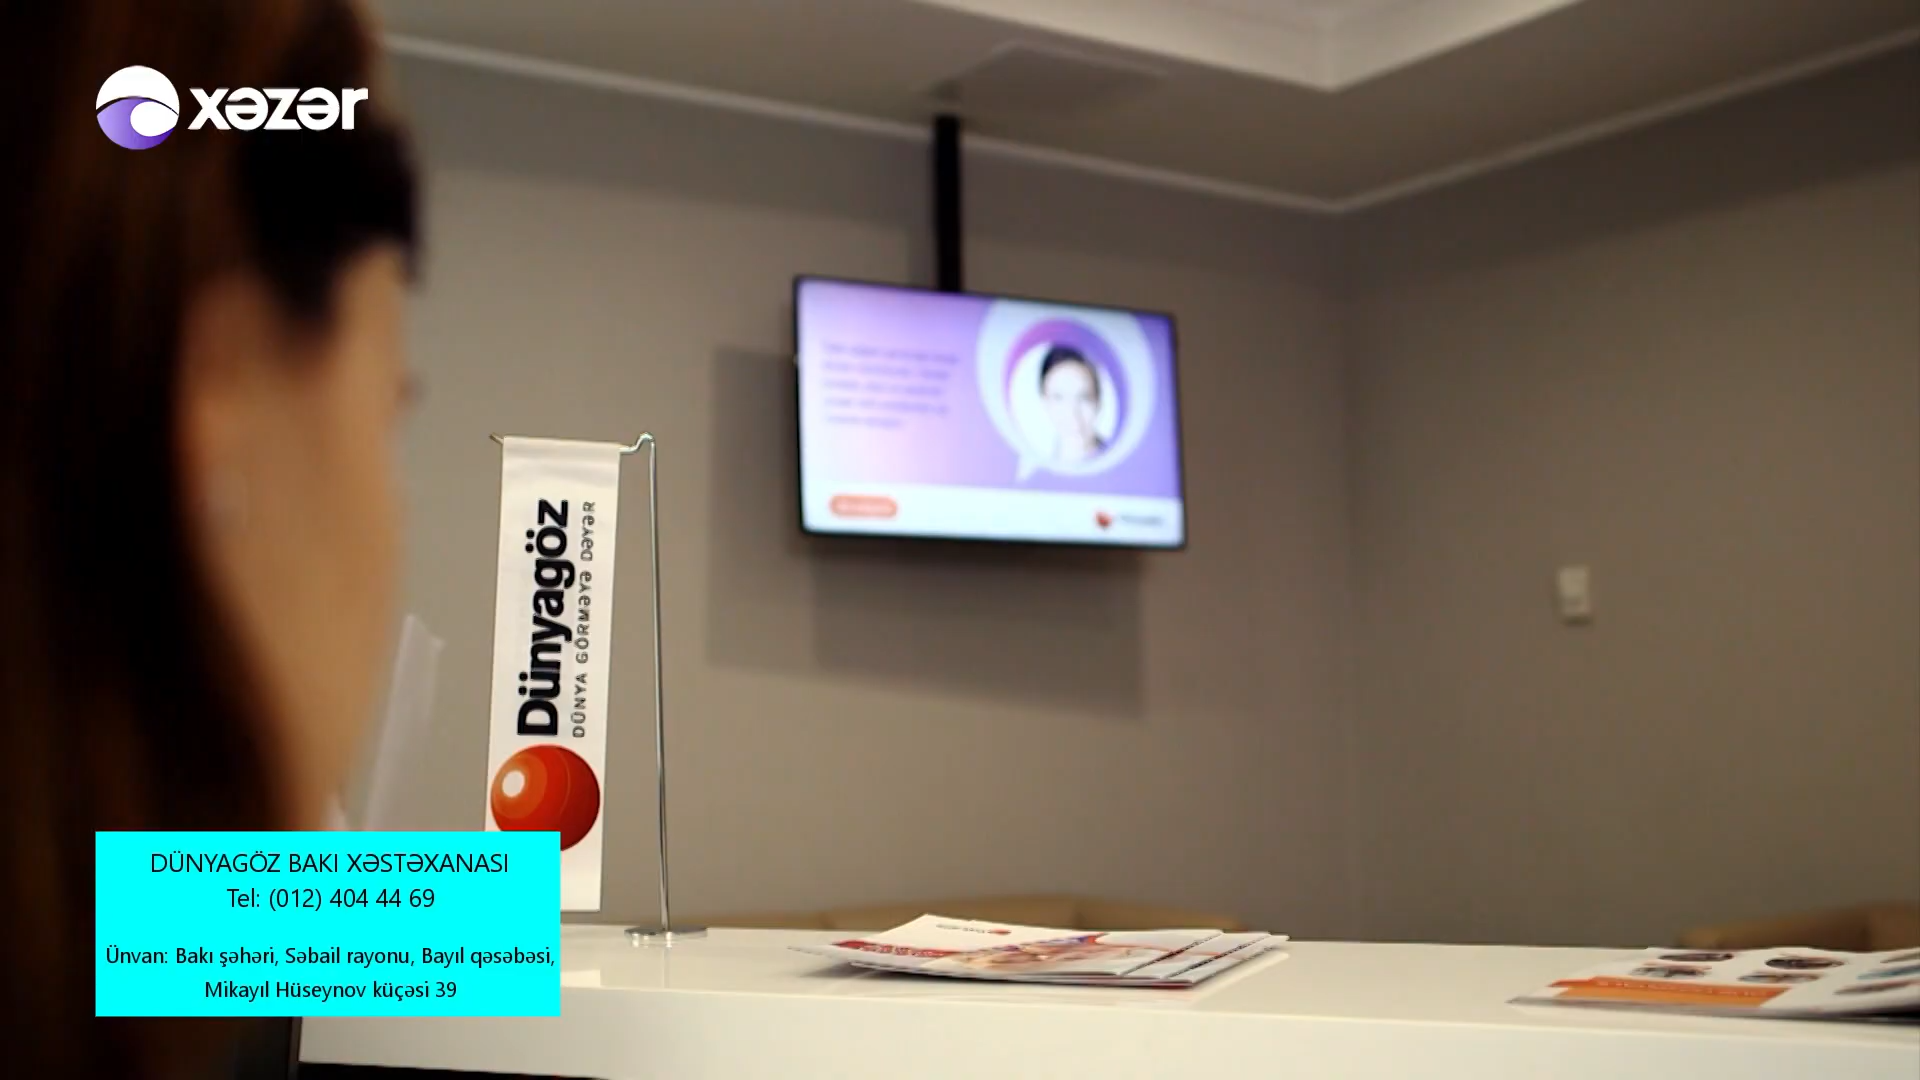 xəzər
Dünyagöz
DÜNYA GÖRMƏYƏ DƏYƏR
DÜNYAGÖZ BAKI XƏSTƏXANASI
Tel: (012) 404 44 69
Ünvan: Bakı şəhəri, Səbail rayonu, Bayıl qəsəbəsi,
Mikayıl Hüseynov küçəsi 39